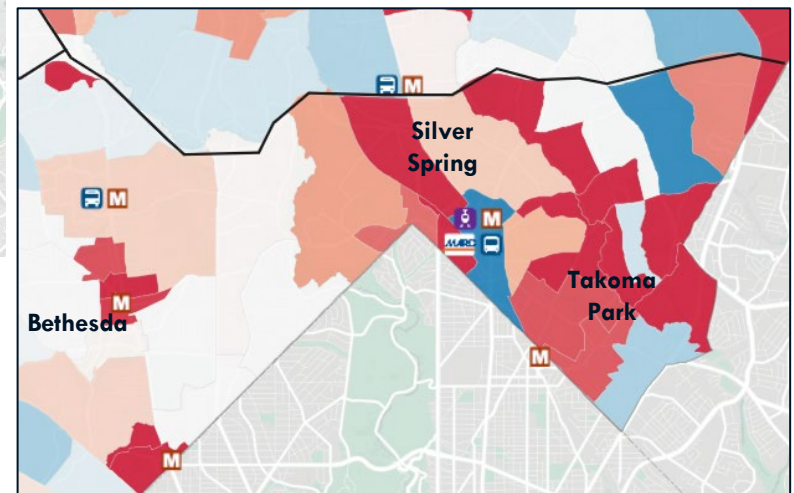 M
Silver
Spring
M
M
MARC
Takoma
Park
M
Bethesda
M
M